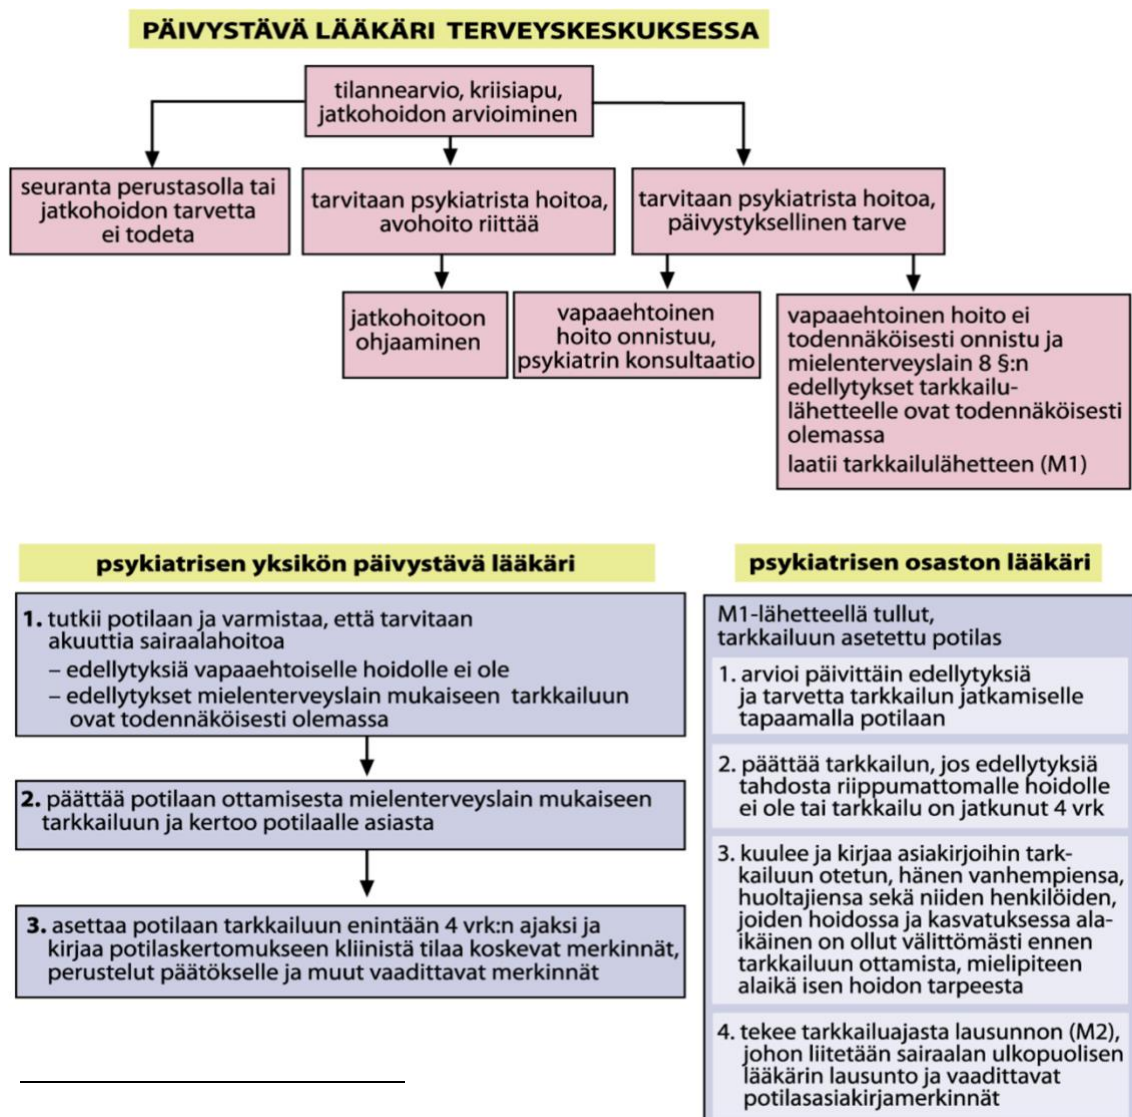 PÄIVYSTÄVÄ LÄÄKÄRI TERVEYSKESKUKSESSA
tilannearvio, kriisiapu,
jatkohoidon arvioiminen
seuranta perustasolla tai
jatkohoidon tarvetta
ei todeta
tarvitaan psykiatrista hoitoa,
avohoito riittää
tarvitaan psykiatrista hoitoa,
päivystyksellinen tarve
jatkohoitoon
ohjaaminen
vapaaehtoinen
hoito onnistuu,
psykiatrin konsultaatio
vapaaehtoinen hoito ei
todennäköisesti onnistu ja
mielenterveyslain 8 §:n
edellytykset tarkkailu-
lähetteelle ovat todennäköisesti
olemassa
laatii tarkkailulähetteen (M1)
psykiatrisen yksikön päivystävä lääkäri
1. tutkii potilaan ja varmistaa, että tarvitaan
akuuttia sairaalahoitoa
– edellytyksiä vapaaehtoiselle hoidolle ei ole
– edellytykset mielenterveyslain mukaiseen tarkkailuun
ovat todennäköisesti olemassa
2. päättää potilaan ottamisesta mielenterveyslain mukaiseen
tarkkailuun ja kertoo potilaalle asiasta
3. asettaa potilaan tarkkailuun enintään 4 vrk:n ajaksi ja
kirjaa potilaskertomukseen kliinistä tilaa koskevat merkinnät,
perustelut päätökselle ja muut vaadittavat merkinnät
psykiatrisen osaston lääkäri
M1-lähetteellä tullut,
tarkkailuun asetettu potilas
1. arvioi päivittäin edellytyksiä
ja tarvetta tarkkailun jatkamiselle
tapaamalla potilaan
2. päättää tarkkailun, jos edellytyksiä
tahdosta riippumattomalle hoidolle
ei ole tai tarkkailu on jatkunut 4 vrk
3. kuulee ja kirjaa asiakirjoihin tark-
kailuun otetun, hänen vanhempiensa,
huoltajiensa sekä niiden henkilöiden,
joiden hoidossa ja kasvatuksessa ala-
ikäinen on ollut välittömästi ennen
tarkkailuun ottamista, mielipiteen
alaikä isen hoidon tarpeesta
4. tekee tarkkailuajasta lausunnon (M2),
johon liitetään sairaalan ulkopuolisen
lääkärin lausunto ja vaadittavat
potilasasiakirjamerkinnät